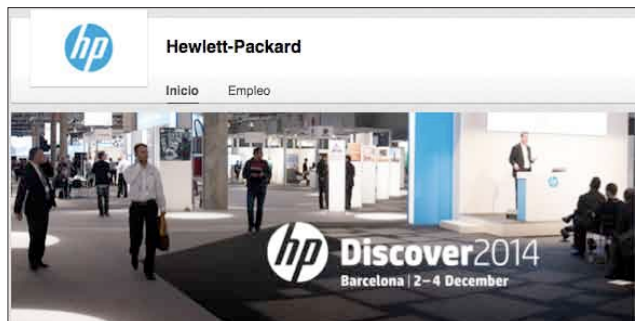 hp
Hewlett-Packard
Inicio Empleo
hp Discover2014
Barcelona | 2–4 December